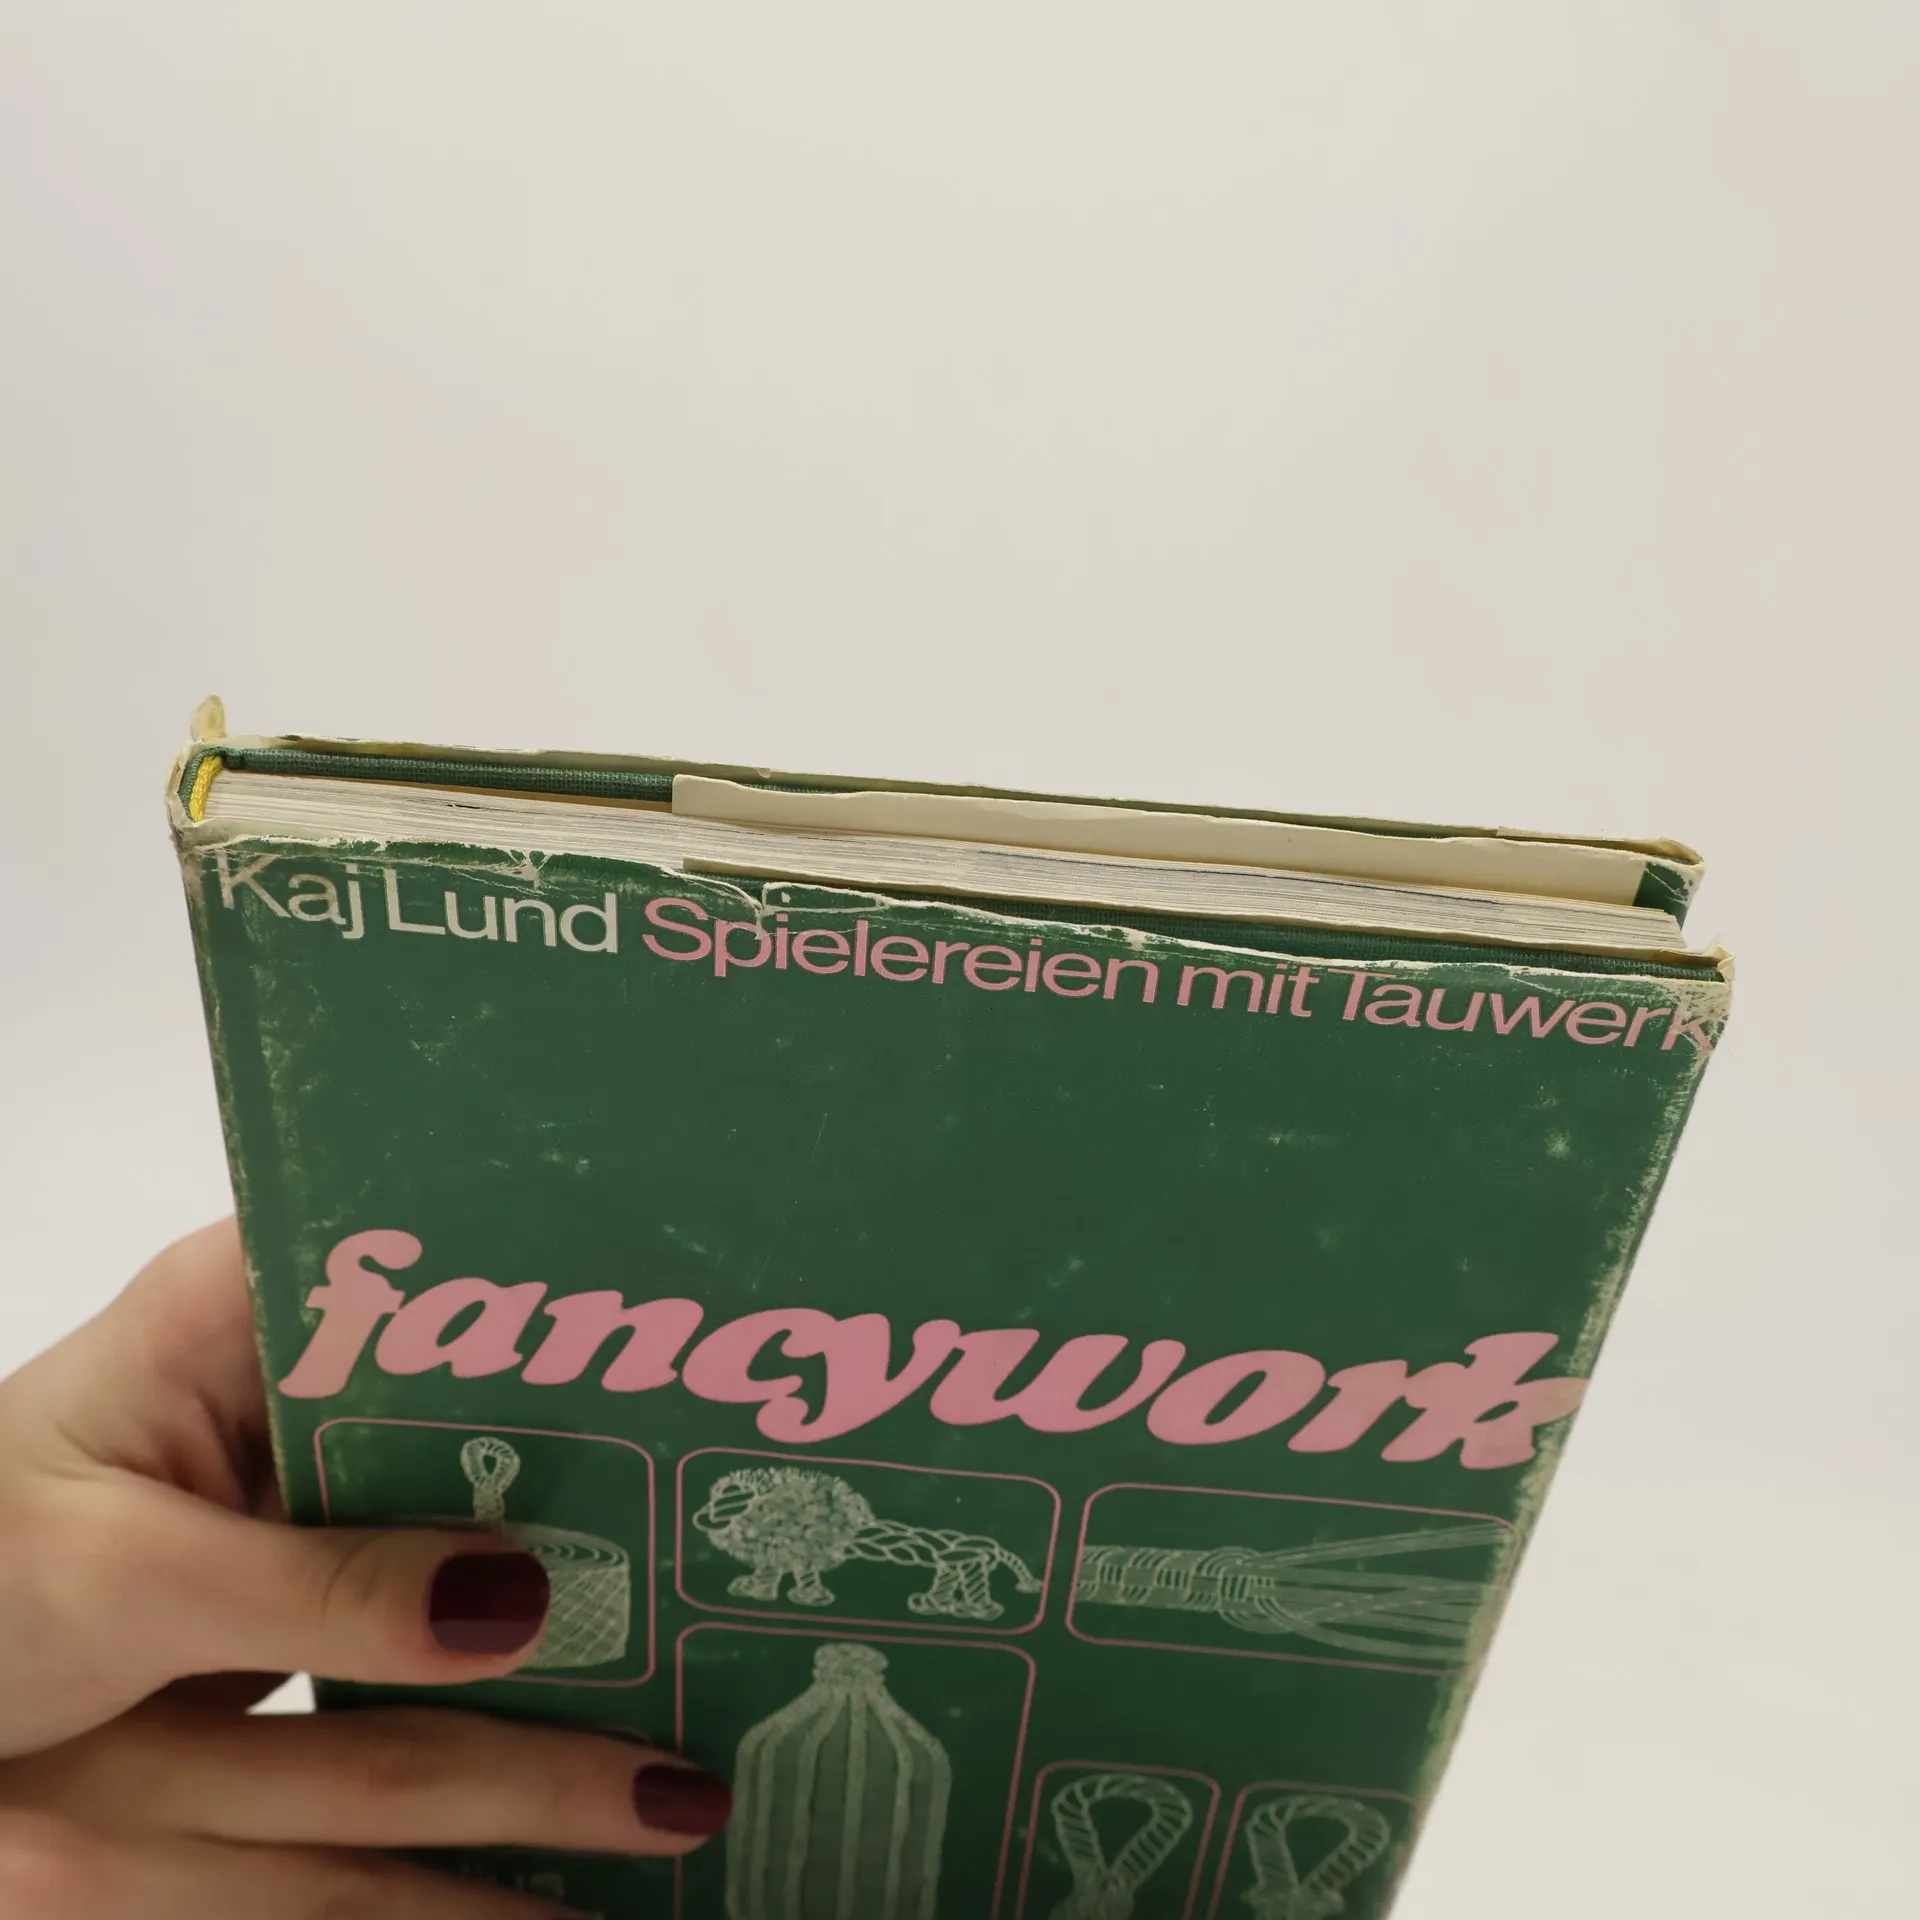 Kaj Lund Spielereien mit Tauwerk
fancywork